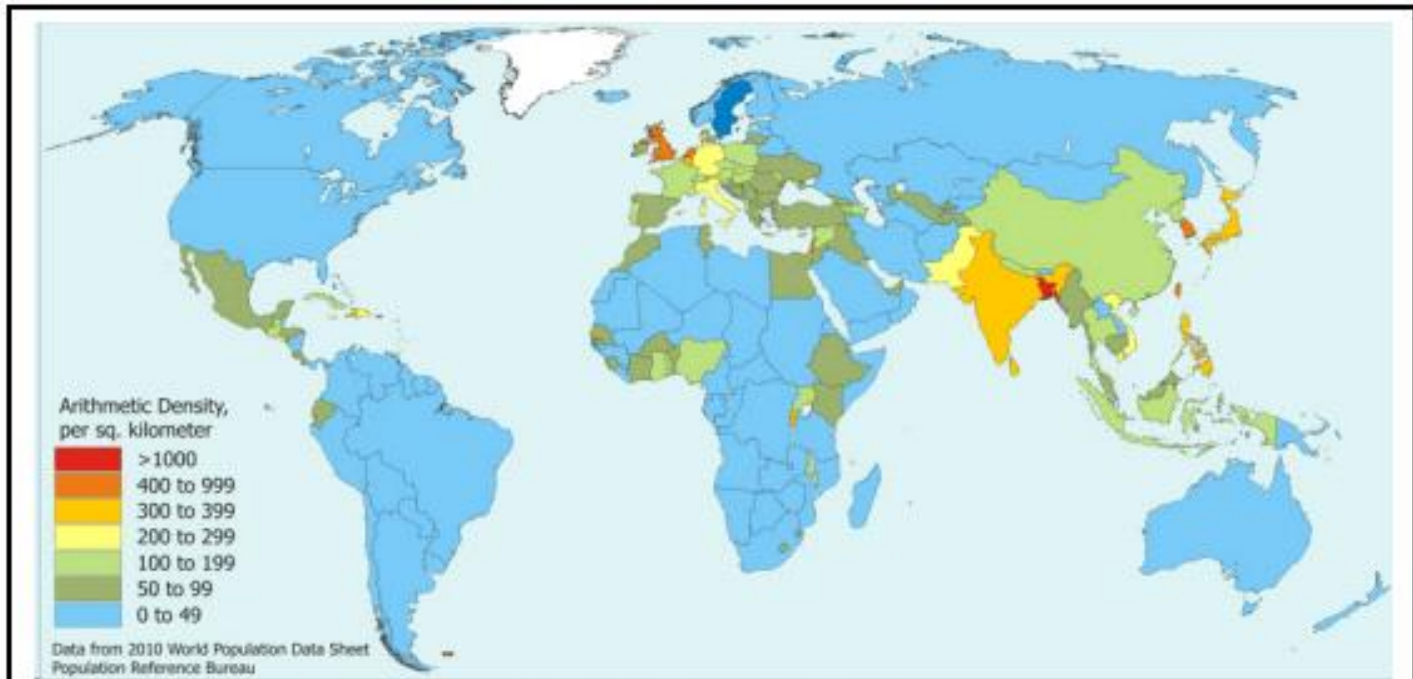 Arithmetic Density,
per sq. kilometer
>1000
400 to 999
300 to 399
200 to 299
100 to 199
50 to 99
0 to 49
Data from 2010 World Population Data Sheet
Population Reference Bureau